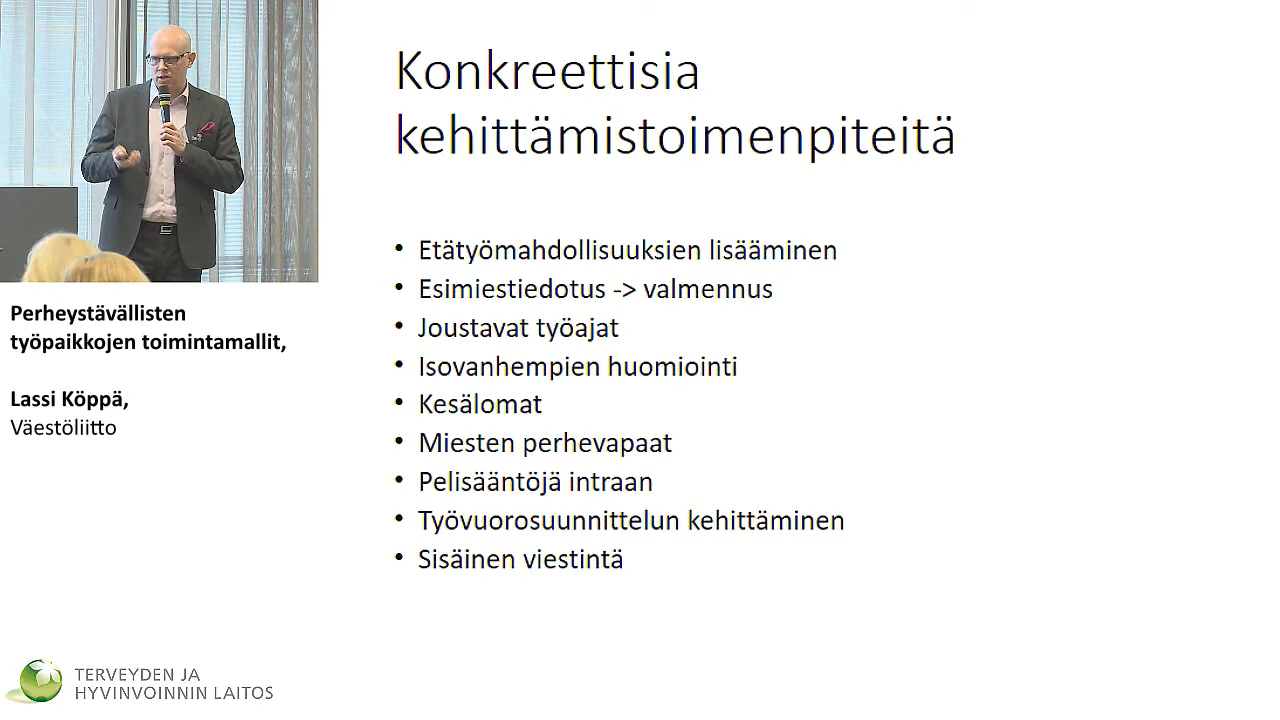 Konkreettisia
kehittämistoimenpiteitä
• Etätyömahdollisuuksien lisääminen
• Esimiestiedotus -> valmennus
• Joustavat työajat
• Isovanhempien huomiointi
• Kesälomat
• Miesten perhevapaat
• Pelisääntöjä intraan
• Työvuorosuunnittelun kehittäminen
• Sisäinen viestintä
Perheystävällisten
työpaikkojen toimintamallit,
Lassi Köppä,
Väestöliitto
TERVEYDEN JA
HYVINVOINNIN LAITOS